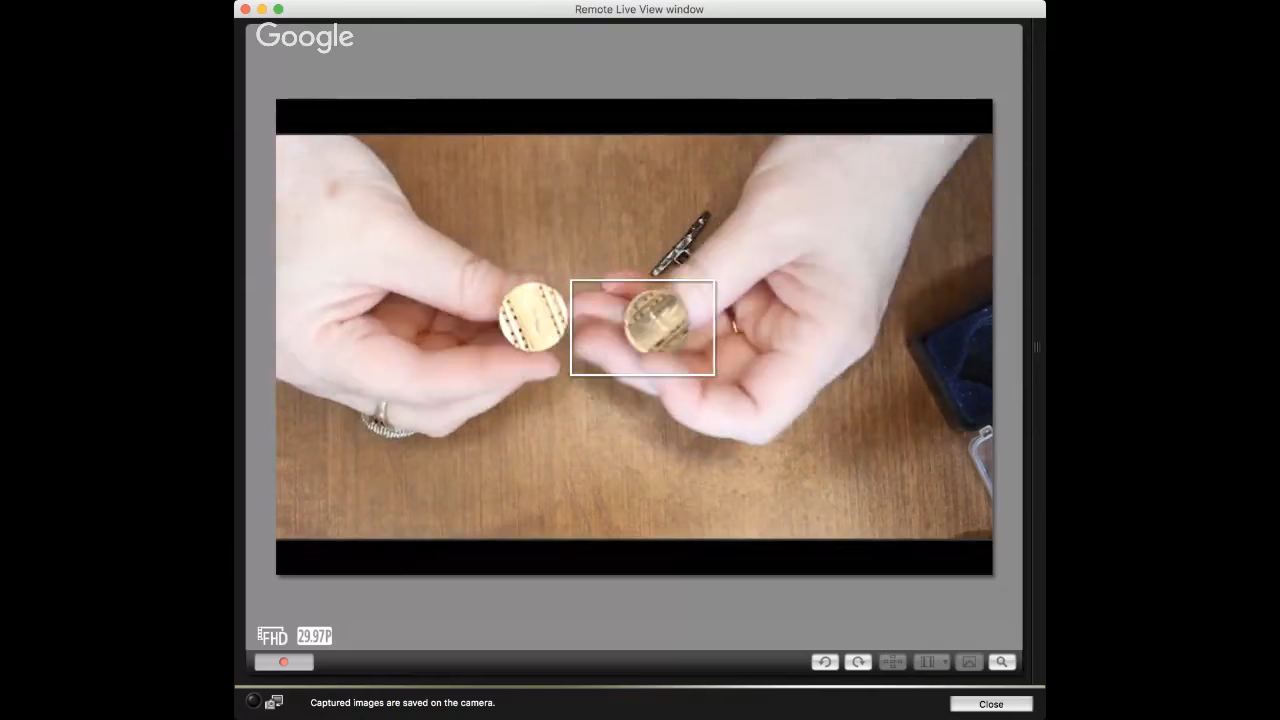 Remote Live View window
Google
FHD
29.97P
Captured images are saved on the camera.
Close